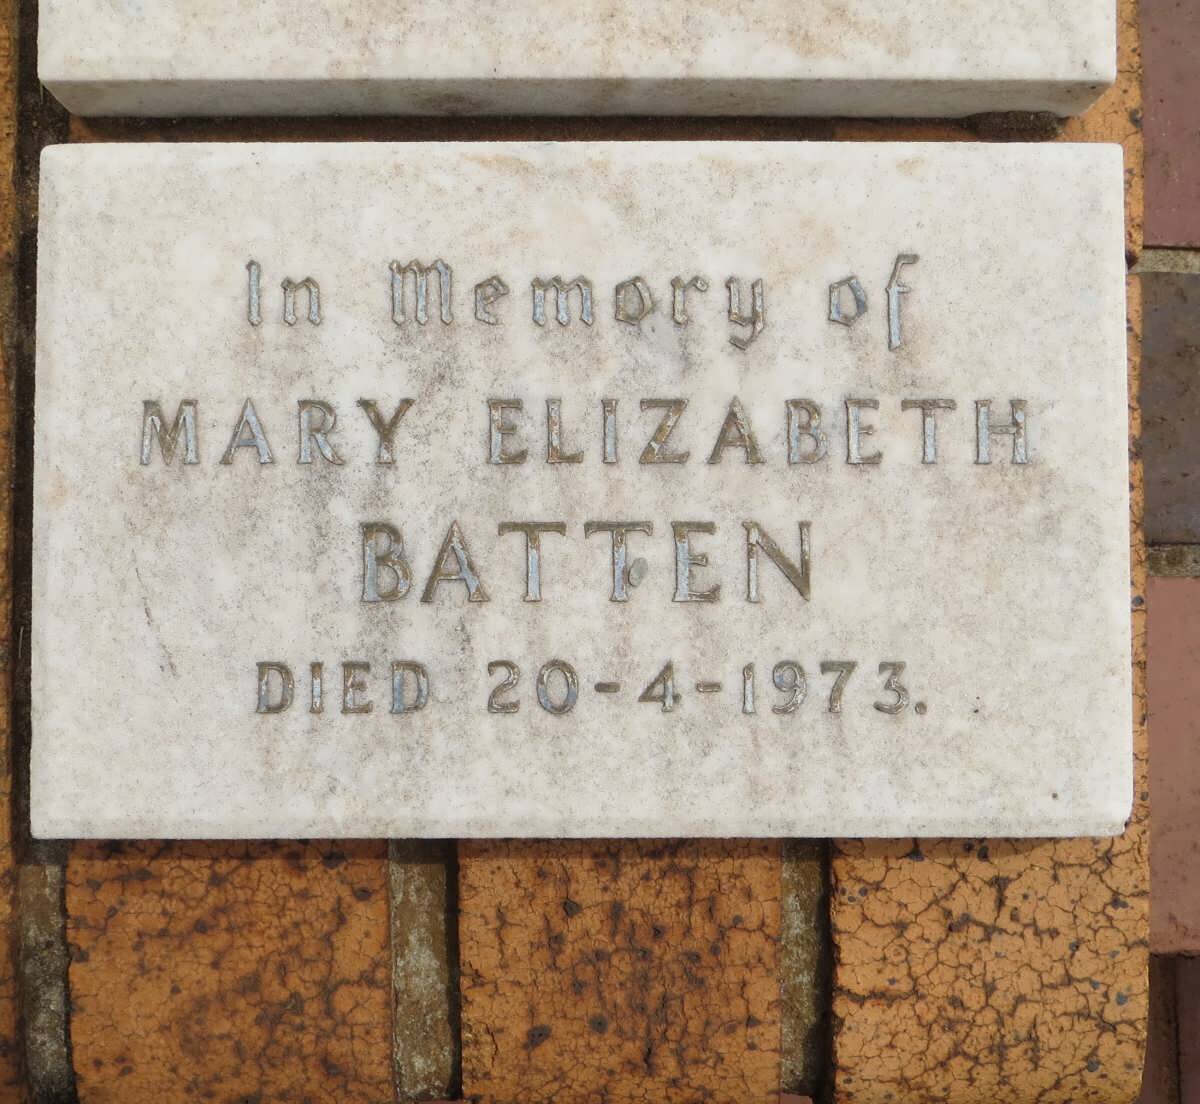 In Memory of
MARY ELIZABETH
BATTEN
DIED 20-4-1973.